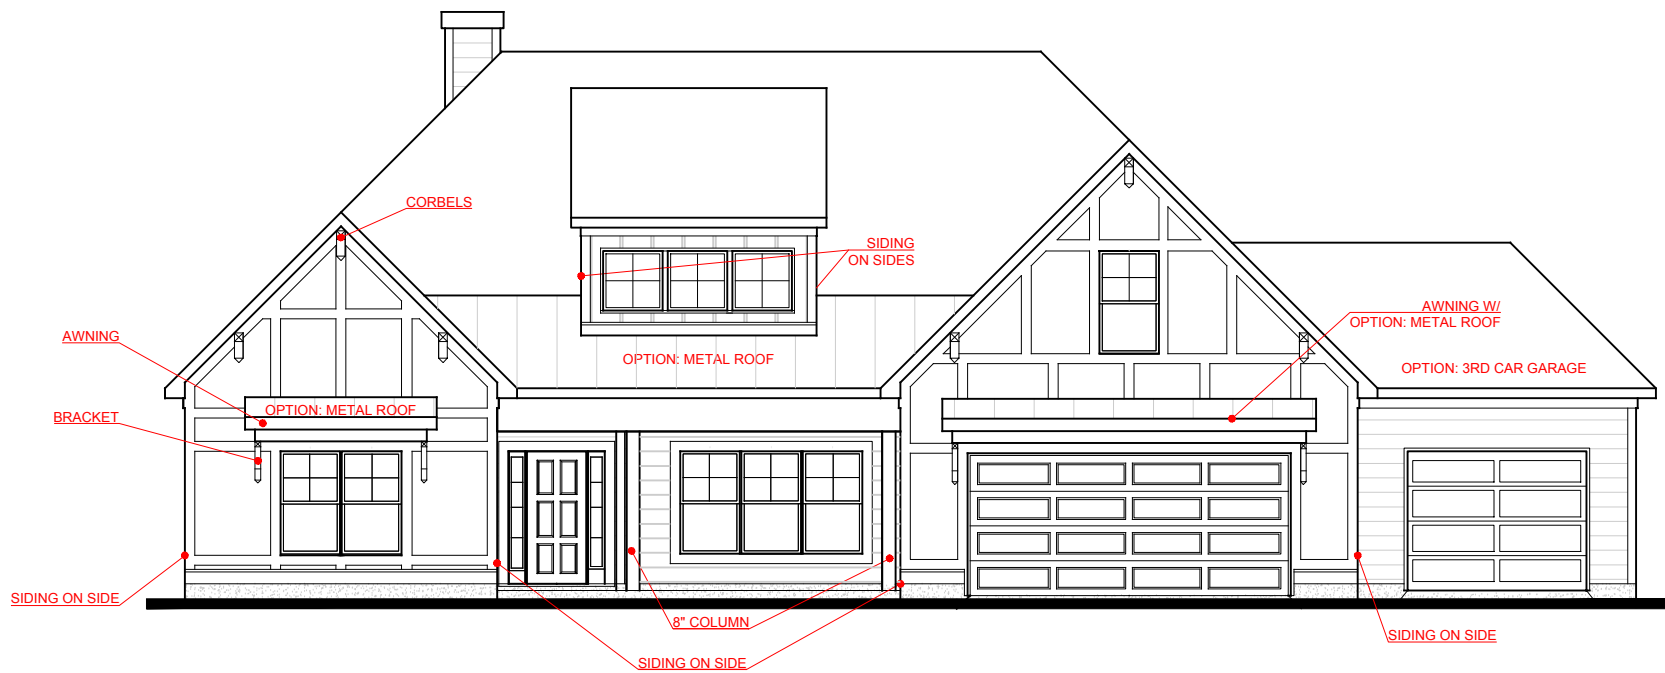 CORBELS
SIDING
ON SIDES
AWNING
AWNING W/
OPTION: METAL ROOF
OPTION: METAL ROOF
OPTION: 3RD CAR GARAGE
OPTION: METAL ROOF
BRACKET
SIDING ON SIDE
8" COLUMN
SIDING ON SIDE
SIDING ON SIDE